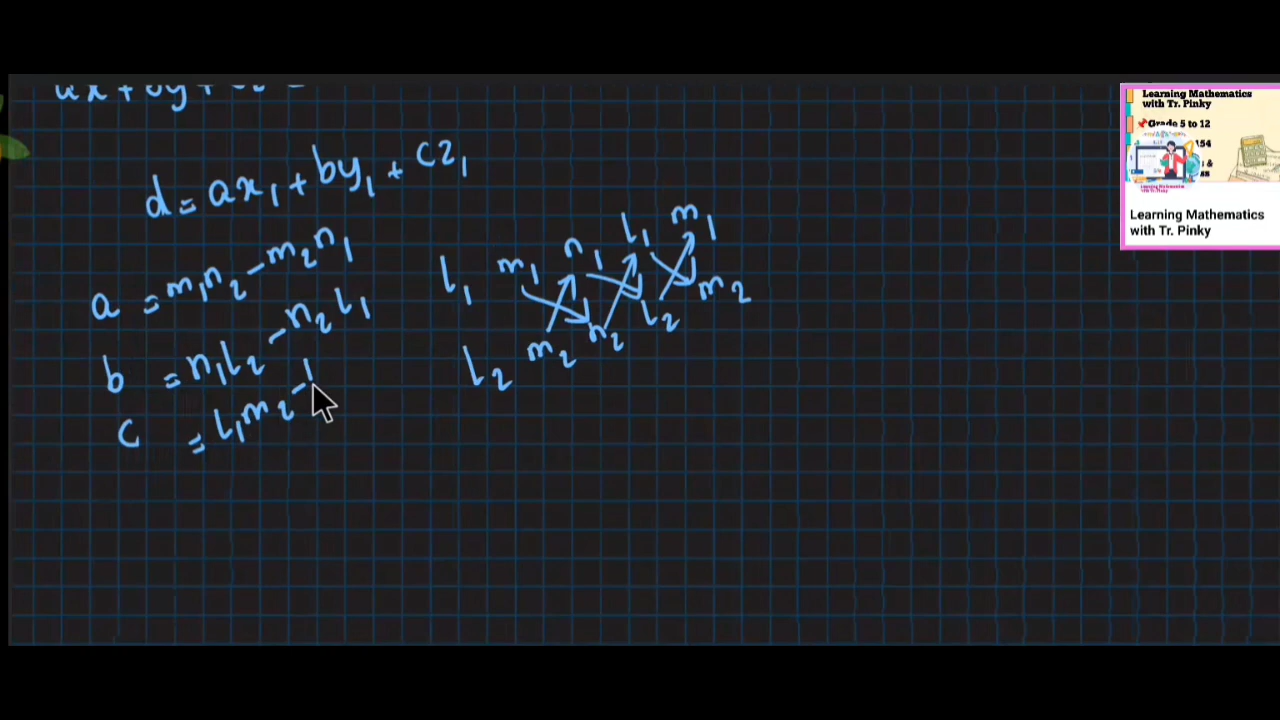 d = ax₁ + by₁ + cz₁
a = m₁n₂ - m₂n₁
b = n₁l₂ - n₂l₁
c = l₁m₂ - l
l₁ m₁ n₁ l₁ m₁
l₂ m₂ n₂ l₂ m₂
Learning Mathematics
with Tr. Pinky
📌Grade 5 to 12
154
&
Learning Mathematics
with Tr. Pinky